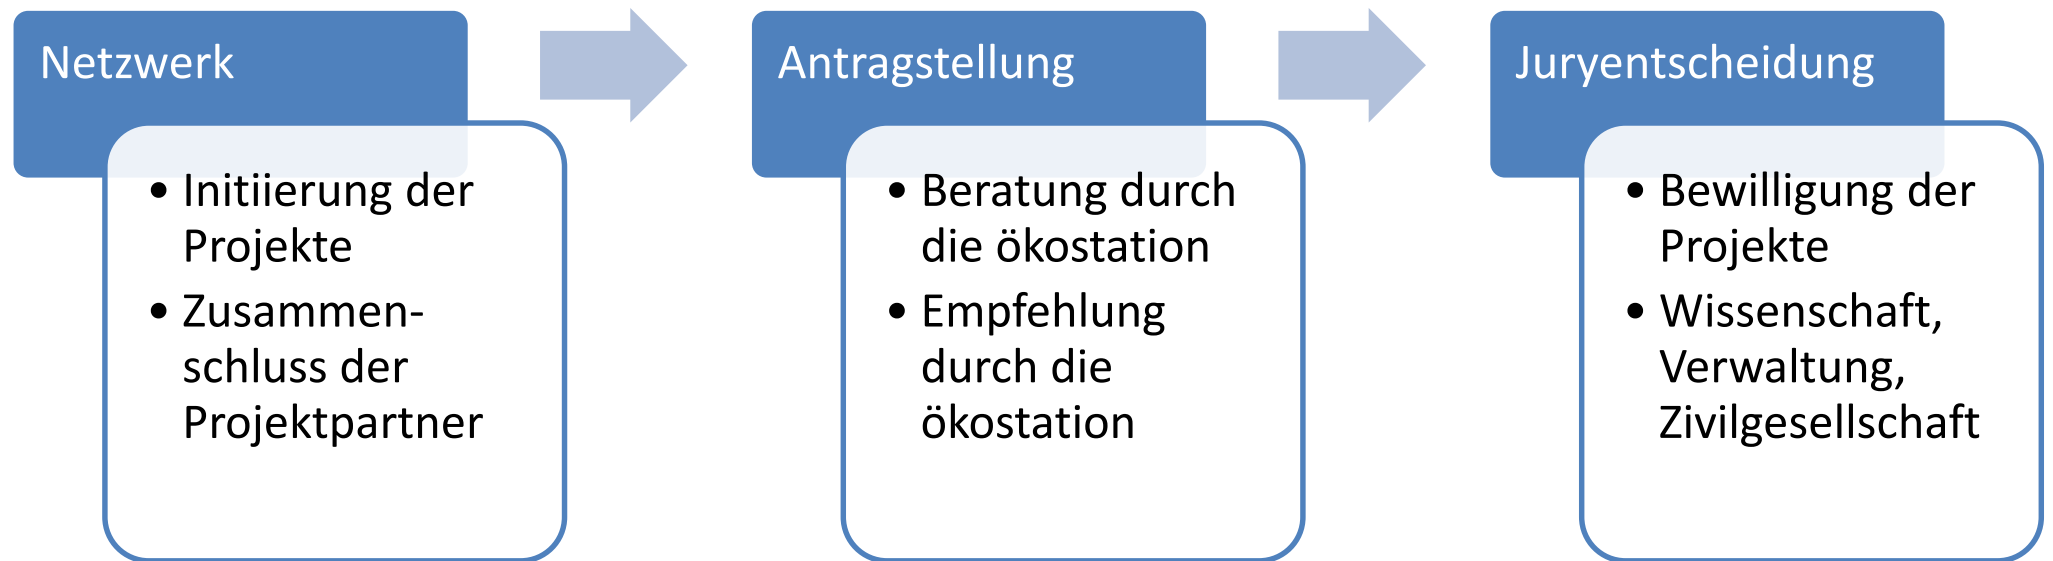 Netzwerk
• Initiierung der
Projekte
• Zusammen-
schluss der
Projektpartner
Antragstellung
• Beratung durch
die ökostation
• Empfehlung
durch die
ökostation
Juryentscheidung
• Bewilligung der
Projekte
• Wissenschaft,
Verwaltung,
Zivilgesellschaft